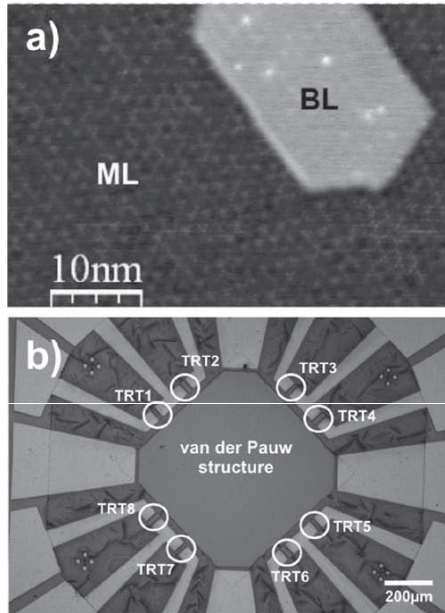 a)
BL
ML
10nm
b)
TRT2
TRT3
TRT1
TRT4
van der Pauw
structure
TRT8
TRT5
TRT7
TRT6
200µm